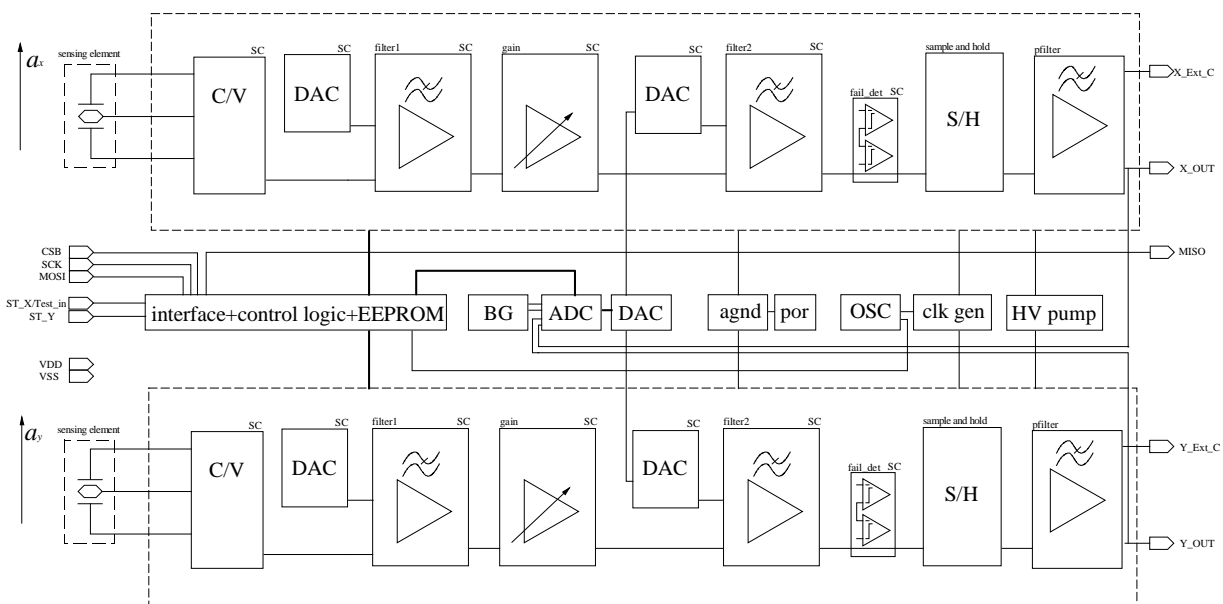 SC SC SC SC SC SC
sensing element filter1 gain filter2 sample and hold pfilter
ax
C/V DAC DAC fail_det SC S/H
X_Ext_C
X_OUT
CSB
SCK
MOSI
MISO
ST_X/Test_in
ST_Y
interface+control logic+EEPROM BG ADC DAC agnd por OSC clk gen HV pump
VDD
VSS
SC SC SC SC SC SC
sensing element filter1 gain filter2 sample and hold pfilter
ay
C/V DAC DAC fail_det SC S/H
Y_Ext_C
Y_OUT